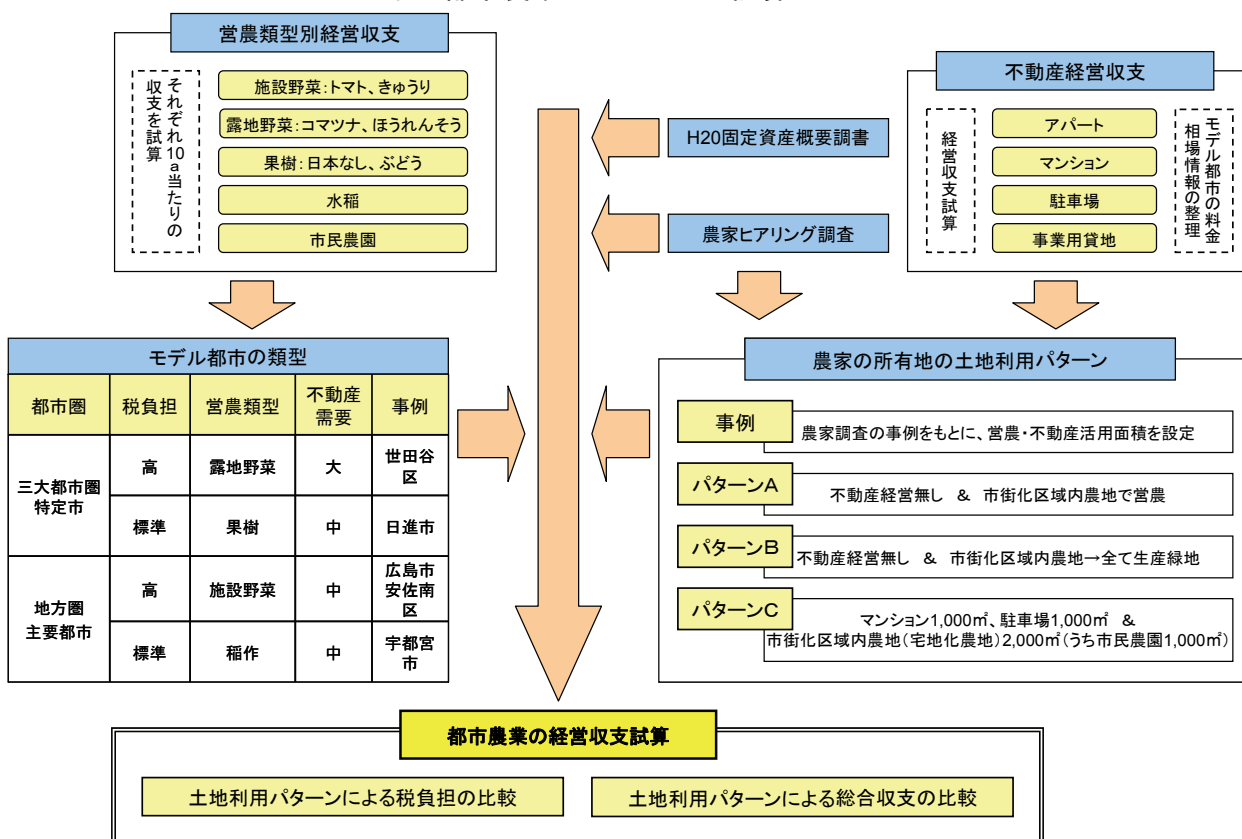 営農類型別経営収支
それぞれ10a当たりの
収支を試算
施設野菜:トマト、きゅうり
露地野菜:コマツナ、ほうれんそう
果樹:日本なし、ぶどう
水稲
市民農園
H20固定資産概要調書
農家ヒアリング調査
不動産経営収支
経営収支試算
アパート
マンション
駐車場
事業用貸地
モデル都市の料金
相場情報の整理
モデル都市の類型
都市圏 税負担 営農類型 不動産 事例
需要
三大都市圏
特定市
高 露地野菜 大 世田谷
区
標準 果樹 中 日進市
地方圏
主要都市
高 施設野菜 中 広島市
安佐南
区
標準 稲作 中 宇都宮
市
農家の所有地の土地利用パターン
事例
農家調査の事例をもとに、営農・不動産活用面積を設定
パターンA
不動産経営無し & 市街化区域内農地で営農
パターンB
不動産経営無し & 市街化区域内農地→全て生産緑地
パターンC
マンション1,000㎡、駐車場1,000㎡ &
市街化区域内農地(宅地化農地)2,000㎡(うち市民農園1,000㎡)
都市農業の経営収支試算
土地利用パターンによる税負担の比較
土地利用パターンによる総合収支の比較